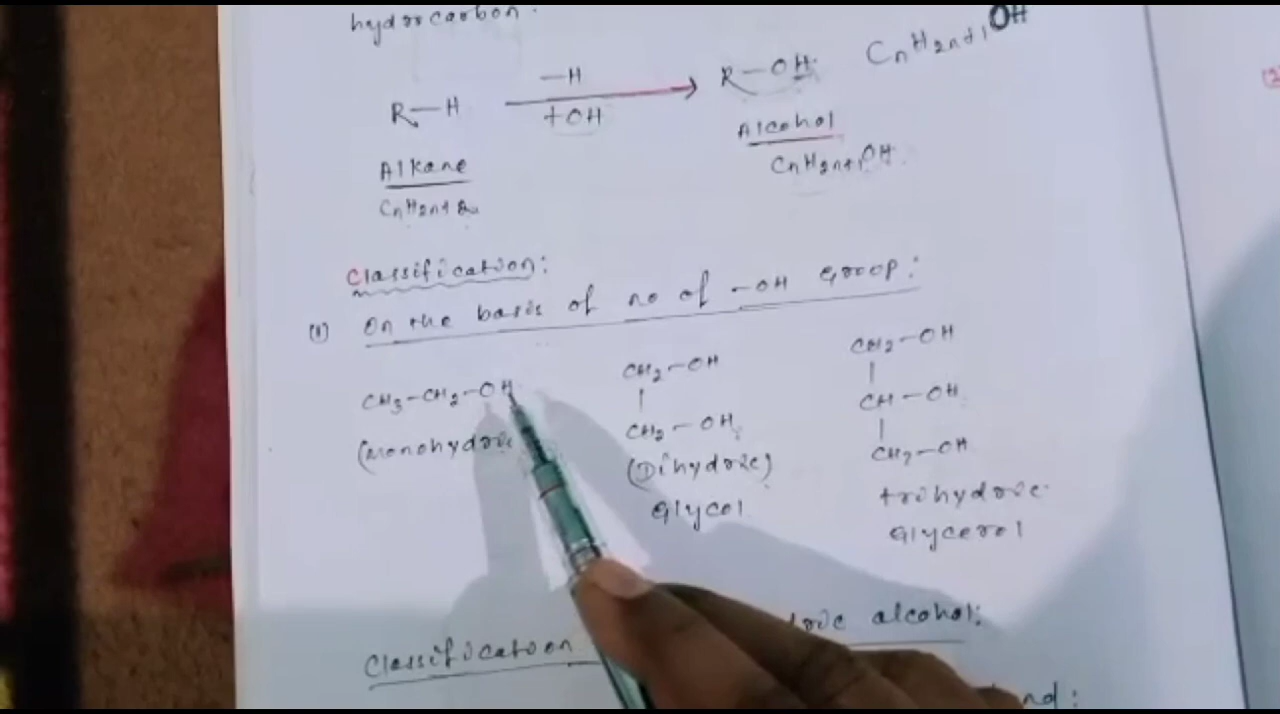 hydrocarbon.
R—H —H +OH R—OH CnH2n+1OH
Alkane Alcohol
CnH2n+2 CnH2n+1OH
Classification:
(1) On the basis of no of —OH Group:
CH3—CH2—OH CH2—OH CH2—OH
CH2—OH CH—OH
(Monohydric (Dihydric) CH2—OH
Glycol trihydric
Glycerol
Classification alcohol: